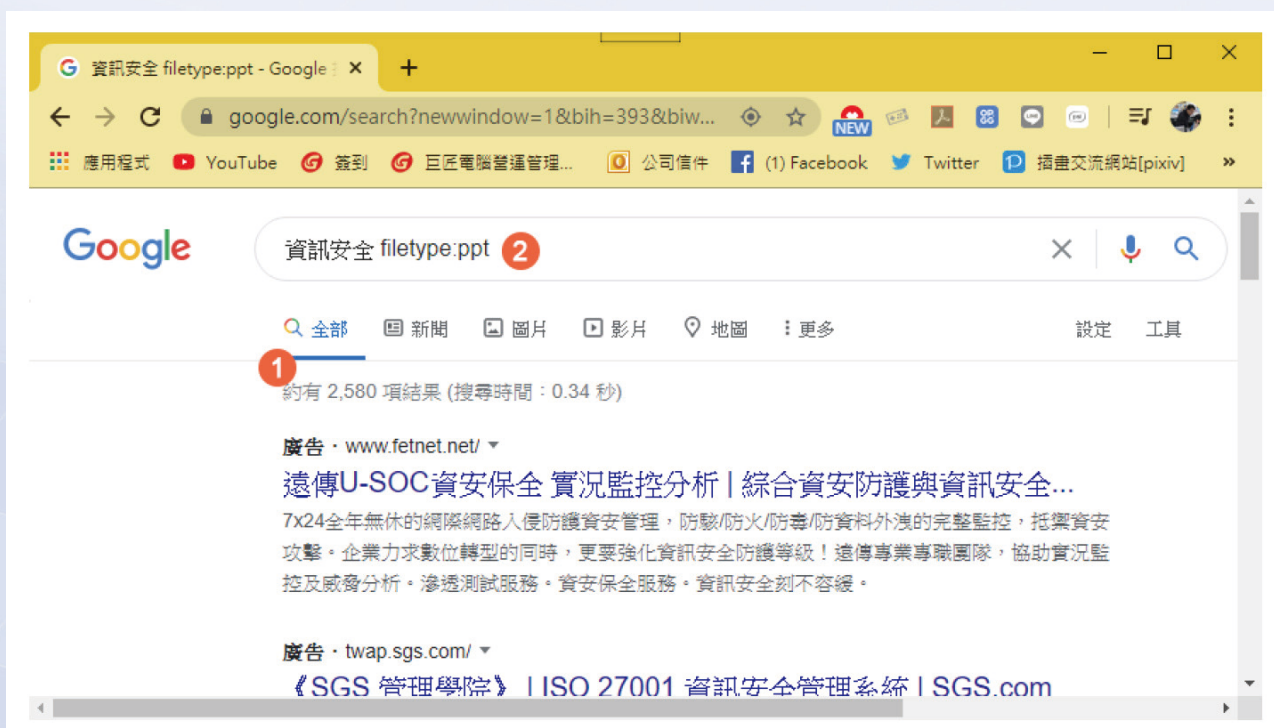 資訊安全 filetype:ppt - Google
google.com/search?newwindow=1&bih=393&biw...
NEW
應用程式 YouTube 簽到 巨匠電腦營運管理... 公司信件 (1) Facebook Twitter 插畫交流網站[pixiv] »
Google 資訊安全 filetype:ppt 2
全部 新聞 圖片 影片 地圖 更多 設定 工具
1
約有 2,580 項結果 (搜尋時間:0.34 秒)
廣告 · www.fetnet.net/
遠傳U-SOC資安保全 實況監控分析 | 綜合資安防護與資訊安全...
7x24全年無休的網際網路入侵防護資安管理,防駭/防火/防毒/防資料外洩的完整監控,抵禦資安
攻擊。企業力求數位轉型的同時,更要強化資訊安全防護等級!遠傳專業專職團隊,協助實況監
控及威脅分析。滲透測試服務。資安保全服務。資訊安全刻不容緩。
廣告 · twap.sgs.com/
《SGS 管理學院》 | ISO 27001 資訊安全管理系統 | SGS.com